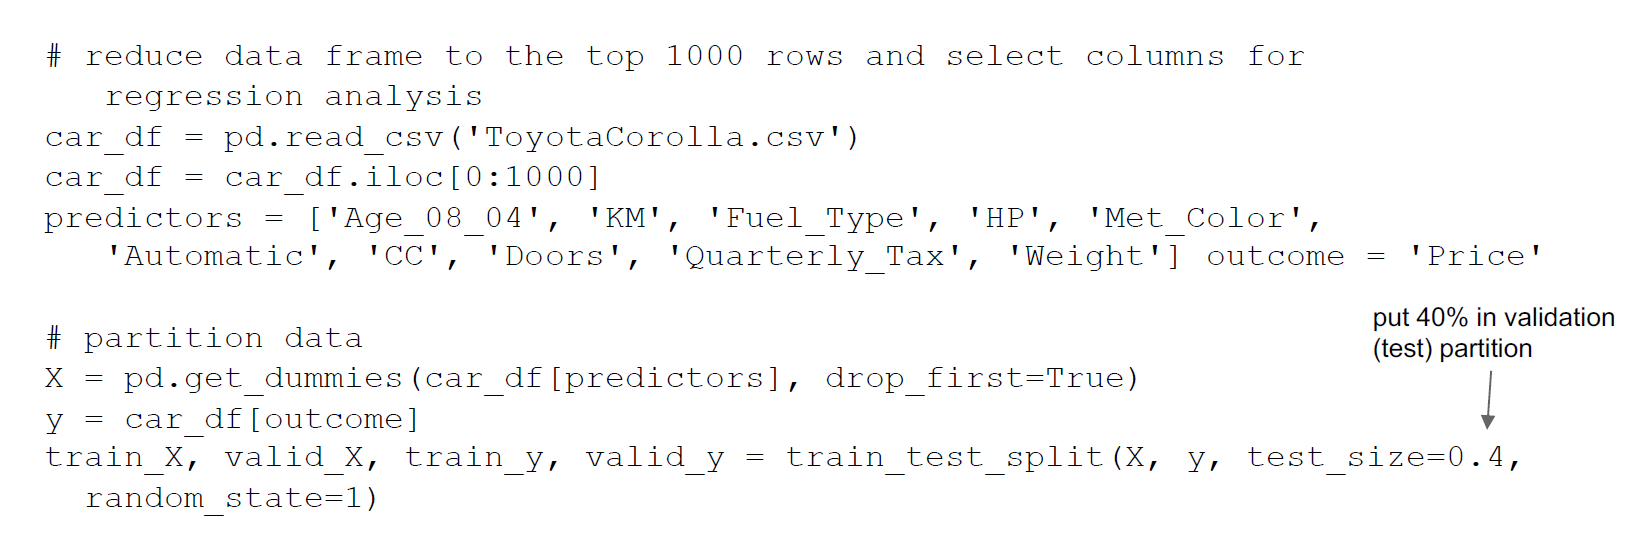 # reduce data frame to the top 1000 rows and select columns for
regression analysis
car_df = pd.read_csv('ToyotaCorolla.csv')
car_df = car_df.iloc[0:1000]
predictors = ['Age_08_04', 'KM', 'Fuel_Type', 'HP', 'Met_Color',
'Automatic', 'CC', 'Doors', 'Quarterly_Tax', 'Weight'] outcome = 'Price'
# partition data
X = pd.get_dummies(car_df[predictors], drop_first=True)
y = car_df[outcome]
put 40% in validation
(test) partition
train_X, valid_X, train_y, valid_y = train_test_split(X, y, test_size=0.4,
random_state=1)